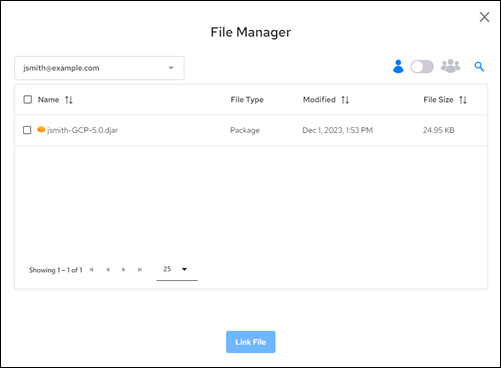 File Manager
jsmith@example.com
Name File Type Modified File Size
jsmith-GCP-5.0.djar Package Dec 1, 2023, 1:53 PM 24.95 KB
Showing 1 – 1 of 1 25
Link File